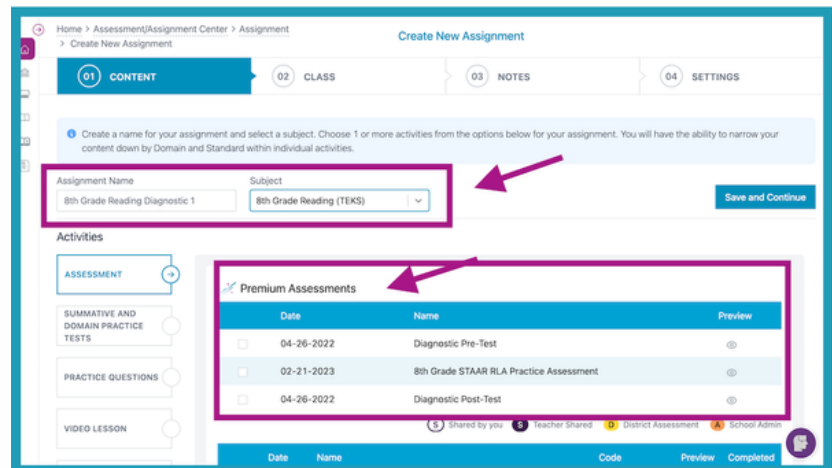 Home > Assessment/Assignment Center > Assignment
> Create New Assignment
Create New Assignment
01 CONTENT
02 CLASS
03 NOTES
04 SETTINGS
Create a name for your assignment and select a subject. Choose 1 or more activities from the options below for your assignment. You will have the ability to narrow your
content down by Domain and Standard within individual activities.
Assignment Name
Subject
8th Grade Reading Diagnostic 1
8th Grade Reading (TEKS)
Save and Continue
Activities
ASSESSMENT
SUMMATIVE AND
DOMAIN PRACTICE
TESTS
PRACTICE QUESTIONS
VIDEO LESSON
Premium Assessments
Date Name Preview
04-26-2022 Diagnostic Pre-Test
02-21-2023 8th Grade STAAR RLA Practice Assessment
04-26-2022 Diagnostic Post-Test
S Shared by you S Teacher Shared D District Assessment A School Admin
Date Name Code Preview Completed